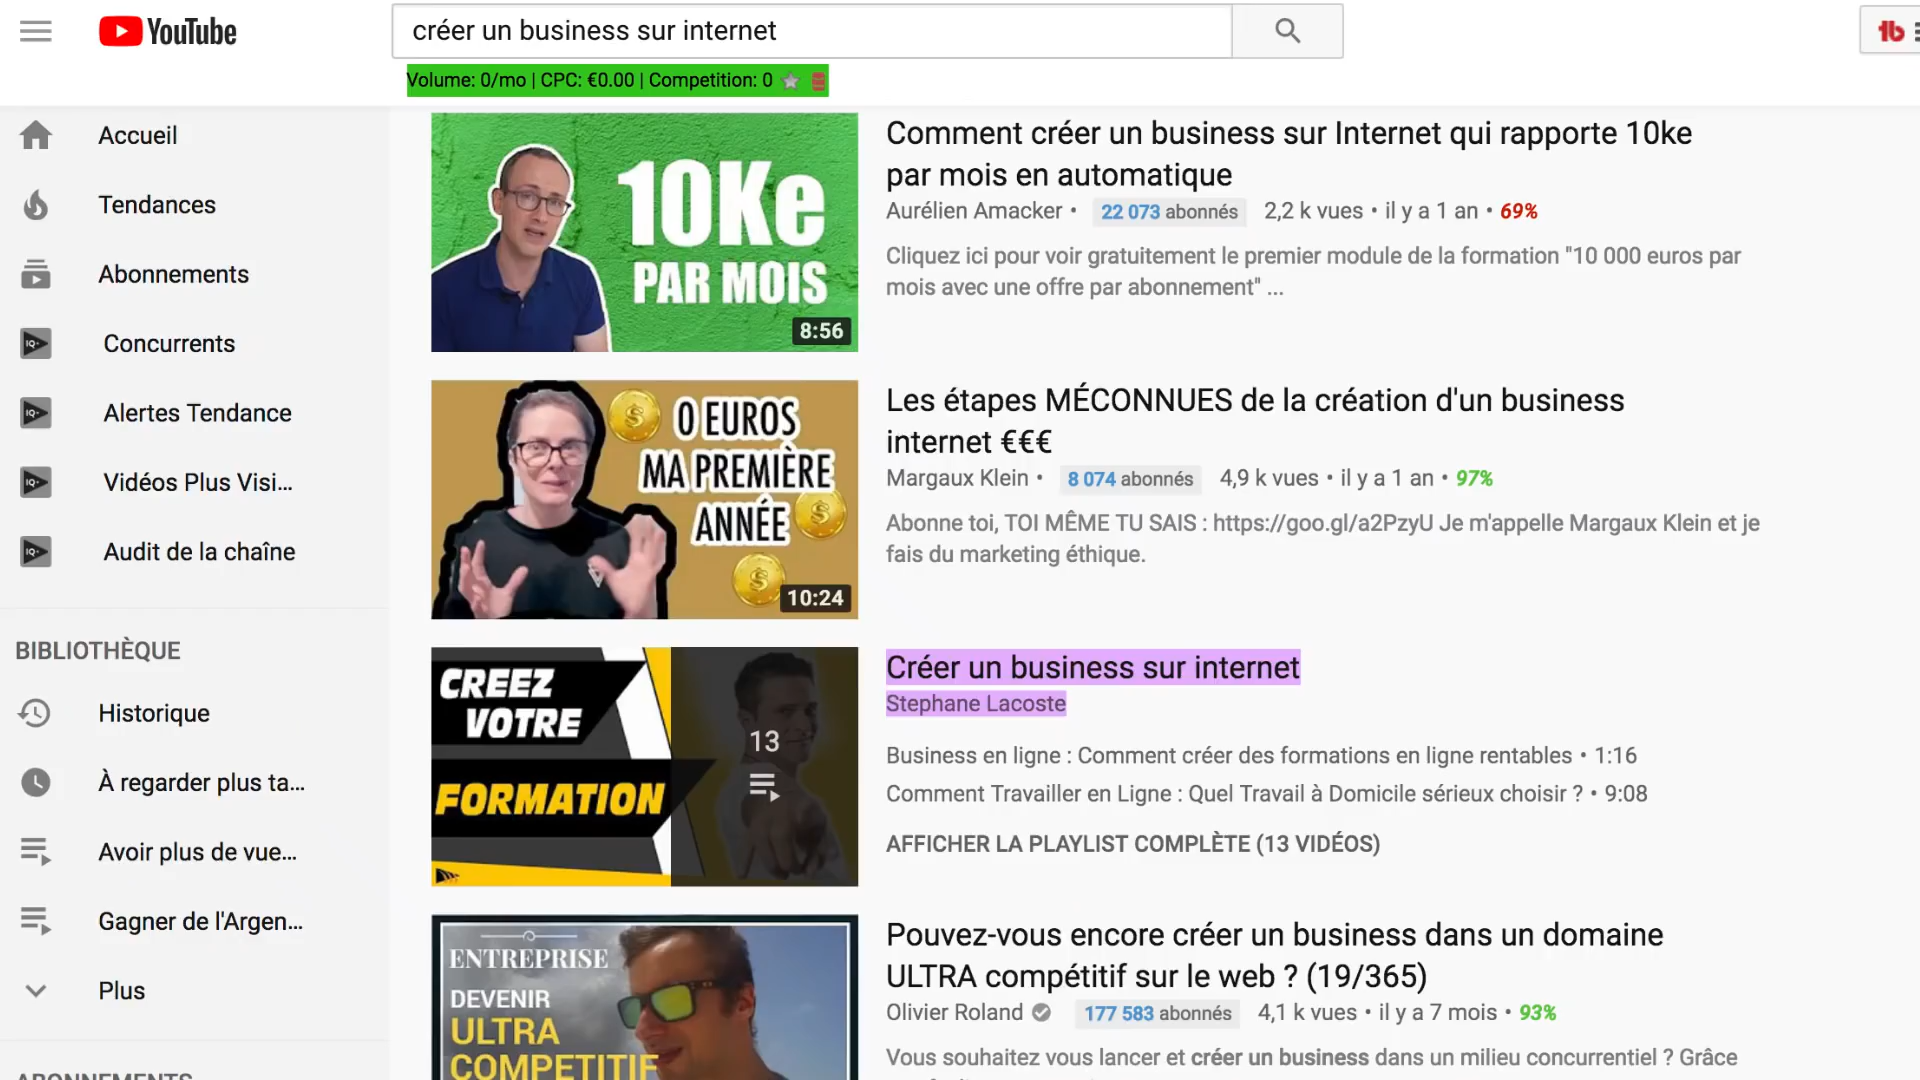 YouTube
créer un business sur internet
Volume: 0/mo | CPC: €0.00 | Competition: 0
Accueil
Tendances
Abonnements
Concurrents
Alertes Tendance
Vidéos Plus Visi...
Audit de la chaîne
BIBLIOTHÈQUE
Historique
À regarder plus ta...
Avoir plus de vue...
Gagner de l'Argen...
Plus
ABONNEMENTS
10Ke
PAR MOIS
8:56
Comment créer un business sur Internet qui rapporte 10ke
par mois en automatique
Aurélien Amacker • 22 073 abonnés 2,2 k vues • il y a 1 an • 69%
Cliquez ici pour voir gratuitement le premier module de la formation "10 000 euros par
mois avec une offre par abonnement" ...
0 EUROS
MA PREMIÈRE
ANNÉE
10:24
Les étapes MÉCONNUES de la création d'un business
internet €€€
Margaux Klein • 8 074 abonnés 4,9 k vues • il y a 1 an • 97%
Abonne toi, TOI MÊME TU SAIS : https://goo.gl/a2PzyU Je m'appelle Margaux Klein et je
fais du marketing éthique.
CREEZ
VOTRE
FORMATION
13
Créer un business sur internet
Stephane Lacoste
Business en ligne : Comment créer des formations en ligne rentables • 1:16
Comment Travailler en Ligne : Quel Travail à Domicile sérieux choisir ? • 9:08
AFFICHER LA PLAYLIST COMPLÈTE (13 VIDÉOS)
ENTREPRISE
DEVENIR
ULTRA
COMPETITIF
Pouvez-vous encore créer un business dans un domaine
ULTRA compétitif sur le web ? (19/365)
Olivier Roland 177 583 abonnés 4,1 k vues • il y a 7 mois • 93%
Vous souhaitez vous lancer et créer un business dans un milieu concurrentiel ? Grâce